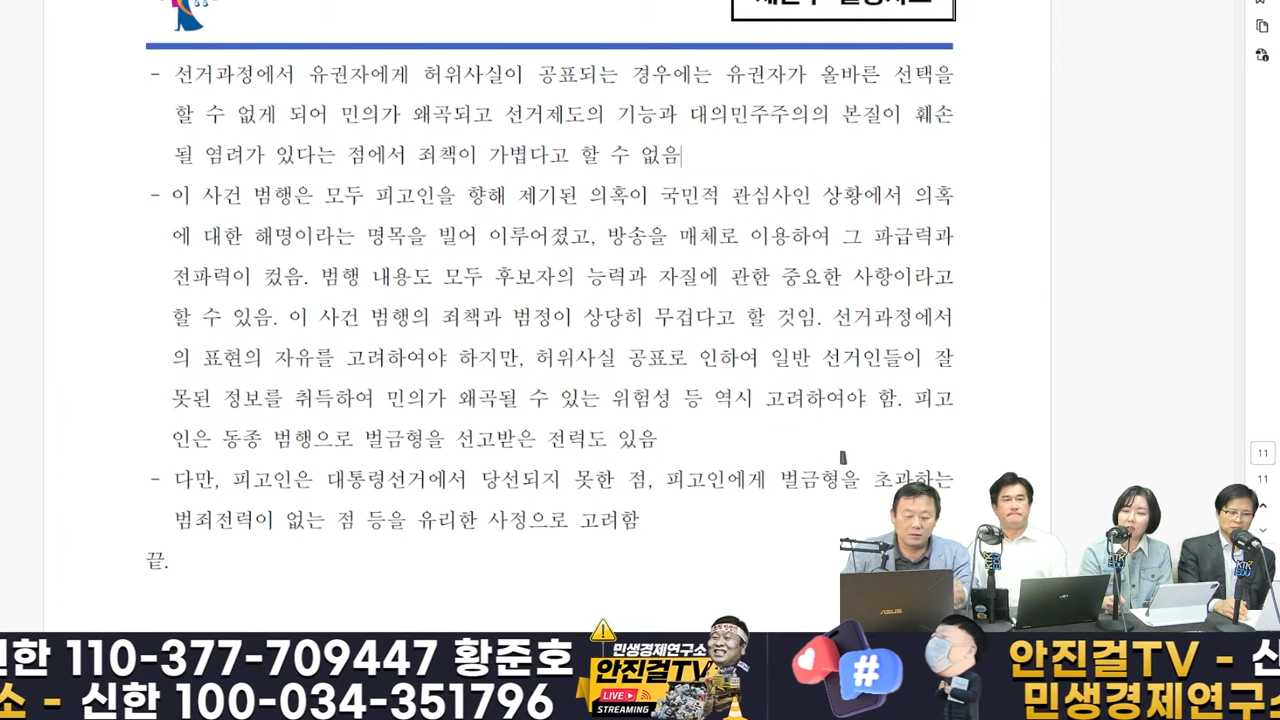 - 선거과정에서 유권자에게 허위사실이 공표되는 경우에는 유권자가 올바른 선택을
할 수 없게 되어 민의가 왜곡되고 선거제도의 기능과 대의민주주의의 본질이 훼손
될 염려가 있다는 점에서 죄책이 가볍다고 할 수 없음
- 이 사건 범행은 모두 피고인을 향해 제기된 의혹이 국민적 관심사인 상황에서 의혹
에 대한 해명이라는 명목을 빌어 이루어졌고, 방송을 매체로 이용하여 그 파급력과
전파력이 컸음. 범행 내용도 모두 후보자의 능력과 자질에 관한 중요한 사항이라고
할 수 있음. 이 사건 범행의 죄책과 범정이 상당히 무겁다고 할 것임. 선거과정에서
의 표현의 자유를 고려하여야 하지만, 허위사실 공표로 인하여 일반 선거인들이 잘
못된 정보를 취득하여 민의가 왜곡될 수 있는 위험성 등 역시 고려하여야 함. 피고
인은 동종 범행으로 벌금형을 선고받은 전력도 있음
- 다만, 피고인은 대통령선거에서 당선되지 못한 점, 피고인에게 벌금형을 초과하는
범죄전력이 없는 점 등을 유리한 사정으로 고려함
끝.
11
11
ASUS
신한 110-377-709447 황준호
소 - 신한 100-034-351796
민생경제연구소
안진걸TV
LIVE
STREAMING
#
안진걸TV - 신
민생경제연구소